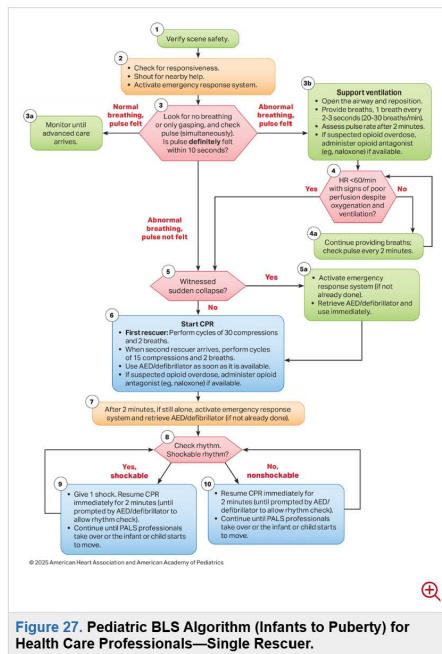 1
Verify scene safety.
2
• Check for responsiveness.
• Shout for nearby help.
• Activate emergency response system.
3
Look for no breathing
or only gasping, and check
pulse (simultaneously).
Is pulse definitely felt
within 10 seconds?
Normal
breathing,
pulse felt
3a
Monitor until
advanced care
arrives.
Abnormal
breathing,
pulse felt
3b
Support ventilation
• Open the airway and reposition.
• Provide breaths, 1 breath every
2-3 seconds (20-30 breaths/min).
• Assess pulse rate after 2 minutes.
• If suspected opioid overdose,
administer opioid antagonist
(eg, naloxone) if available.
4
HR <60/min
with signs of poor
perfusion despite
oxygenation and
ventilation?
Yes
No
4a
Continue providing breaths;
check pulse every 2 minutes.
Abnormal
breathing,
pulse not felt
5
Witnessed
sudden collapse?
Yes
5a
• Activate emergency
response system (if not
already done).
• Retrieve AED/defibrillator and
use immediately.
No
6
Start CPR
• First rescuer: Perform cycles of 30 compressions
and 2 breaths.
• When second rescuer arrives, perform cycles
of 15 compressions and 2 breaths.
• Use AED/defibrillator as soon as it is available.
• If suspected opioid overdose, administer opioid
antagonist (eg, naloxone) if available.
7
After 2 minutes, if still alone, activate emergency response
system and retrieve AED/defibrillator (if not already done).
8
Check rhythm.
Shockable rhythm?
Yes,
shockable
No,
nonshockable
9
• Give 1 shock. Resume CPR
immediately for 2 minutes (until
prompted by AED/defibrillator to
allow rhythm check).
• Continue until PALS professionals
take over or the infant or child starts
to move.
10
• Resume CPR immediately for
2 minutes (until prompted by AED/
defibrillator to allow rhythm check).
• Continue until PALS professionals
take over or the infant or child starts
to move.
© 2025 American Heart Association and American Academy of Pediatrics
Figure 27. Pediatric BLS Algorithm (Infants to Puberty) for
Health Care Professionals—Single Rescuer.